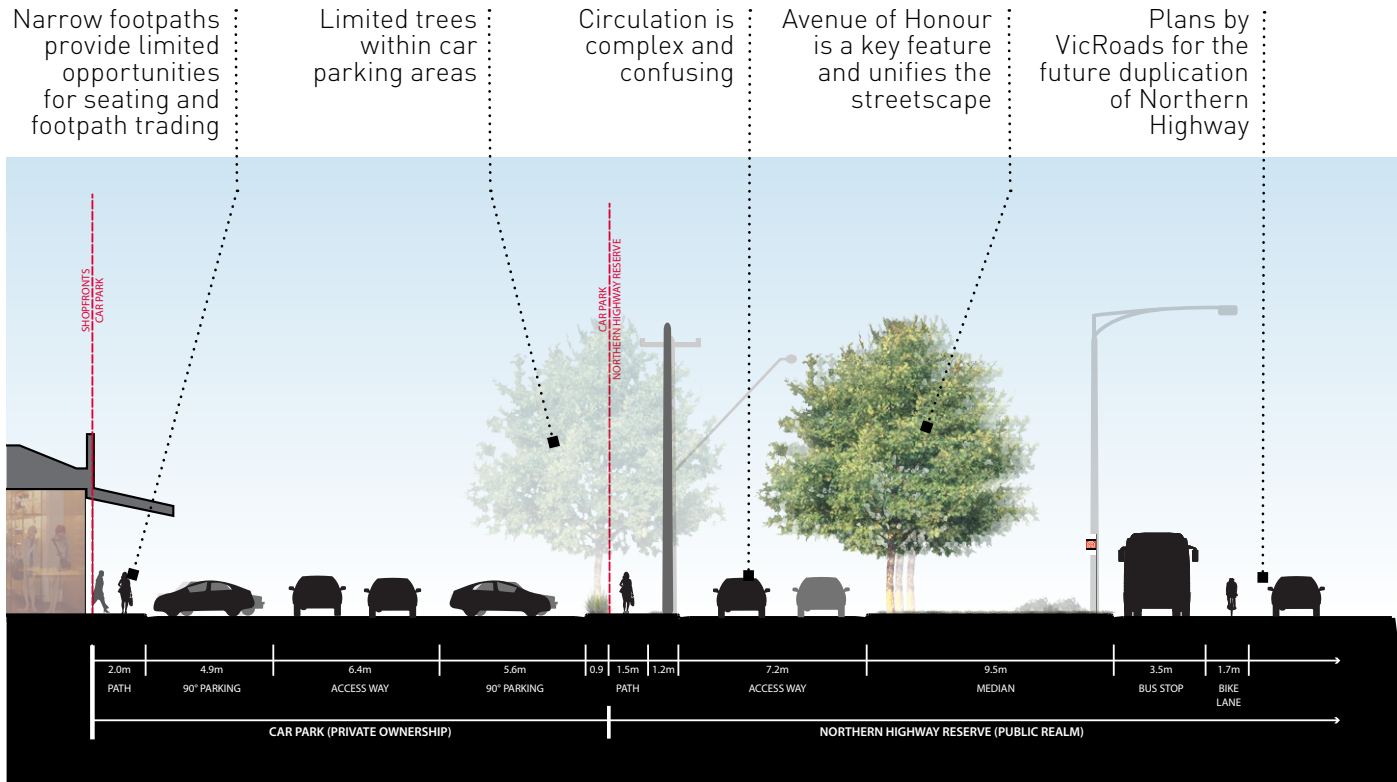 Narrow footpaths
provide limited
opportunities
for seating and
footpath trading
Limited trees
within car
parking areas
Circulation is
complex and
confusing
Avenue of Honour
is a key feature
and unifies the
streetscape
Plans by
VicRoads for the
future duplication
of Northern
Highway
SHOPFRONTS
CAR PARK
CAR PARK
NORTHERN HIGHWAY RESERVE
2.0m
PATH
4.9m
90° PARKING
6.4m
ACCESS WAY
5.6m
90° PARKING
0.9
1.5m
PATH
1.2m
7.2m
ACCESS WAY
9.5m
MEDIAN
3.5m
BUS STOP
1.7m
BIKE
LANE
CAR PARK (PRIVATE OWNERSHIP)
NORTHERN HIGHWAY RESERVE (PUBLIC REALM)